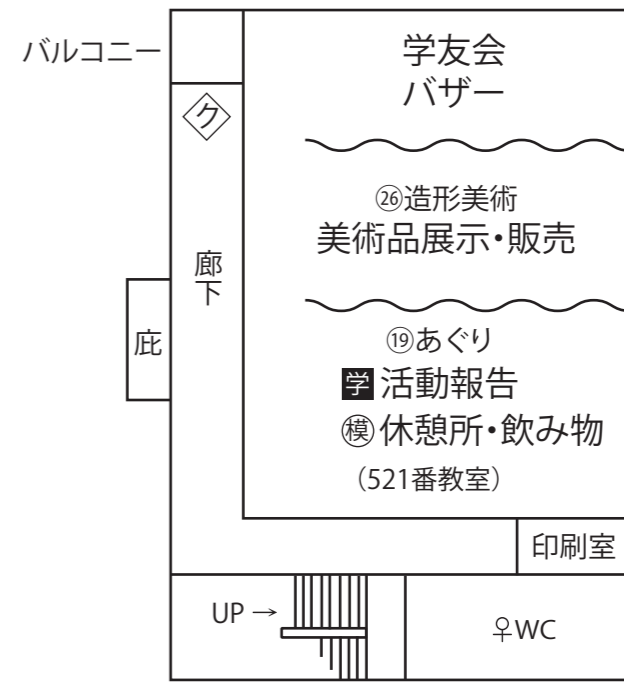 バルコニー
学友会
バザー
ク
㉖造形美術
美術品展示・販売
廊下
庇
⑲あぐり
学 活動報告
模 休憩所・飲み物
（521番教室）
印刷室
UP →
♀WC